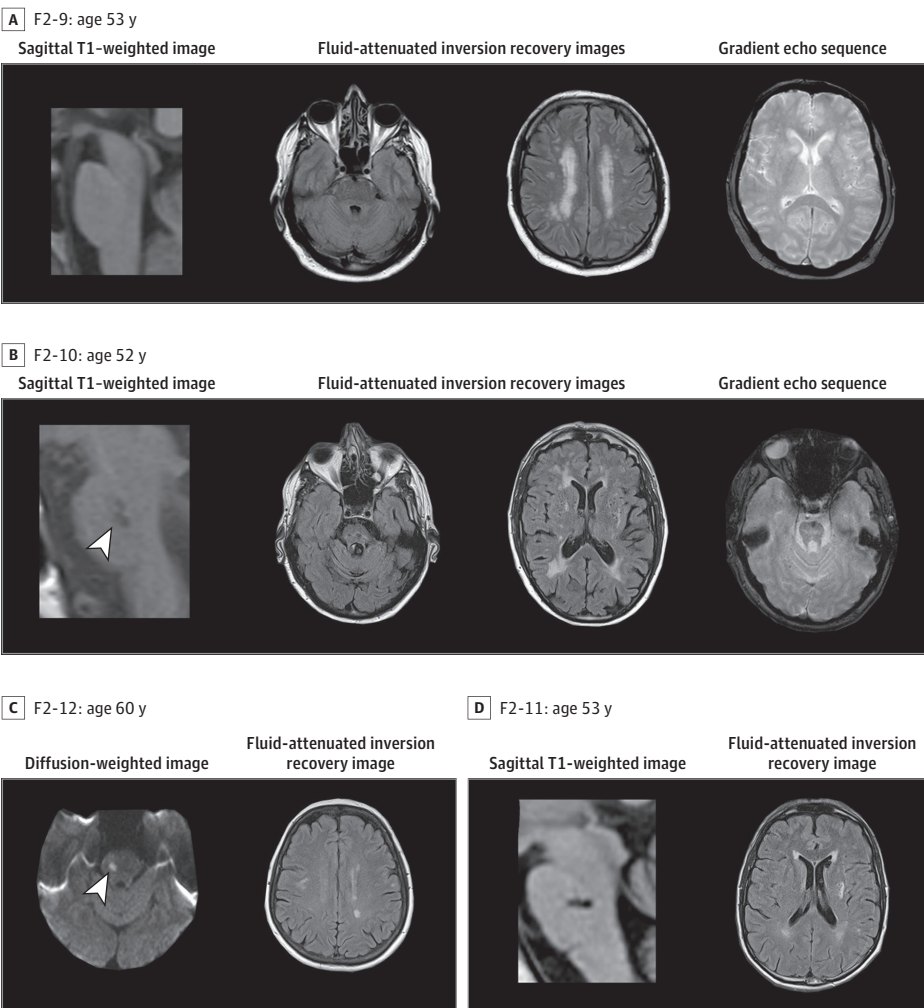 A F2-9: age 53 y
Sagittal T1-weighted image
Fluid-attenuated inversion recovery images
Gradient echo sequence
B F2-10: age 52 y
Sagittal T1-weighted image
Fluid-attenuated inversion recovery images
Gradient echo sequence
C F2-12: age 60 y
Diffusion-weighted image
Fluid-attenuated inversion
recovery image
D F2-11: age 53 y
Sagittal T1-weighted image
Fluid-attenuated inversion
recovery image